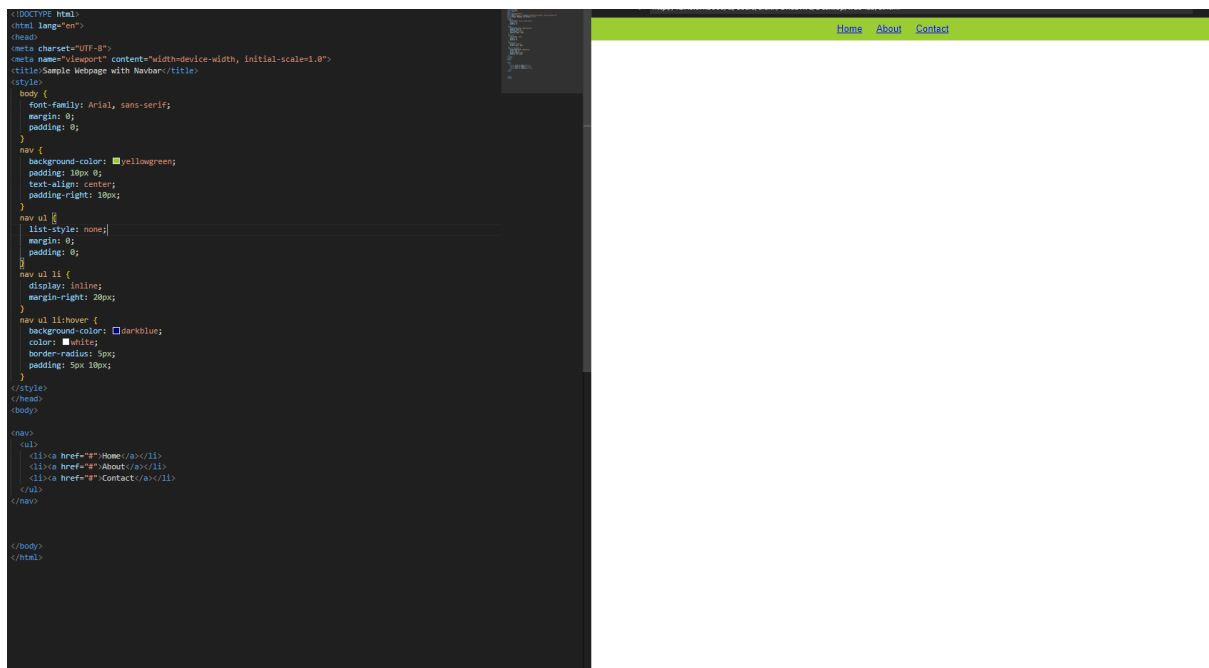 <!DOCTYPE html>
<html lang="en">
<head>
<meta charset="UTF-8">
<meta name="viewport" content="width=device-width, initial-scale=1.0">
<title>Sample Webpage with Navbar</title>
<style>
body {
font-family: Arial, sans-serif;
margin: 0;
padding: 0;
}
nav {
background-color: yellowgreen;
padding: 10px 0;
text-align: center;
padding-right: 10px;
}
nav ul {
list-style: none;
margin: 0;
padding: 0;
}
nav ul li {
display: inline;
margin-right: 20px;
}
nav ul li:hover {
background-color: darkblue;
color: white;
border-radius: 5px;
padding: 5px 10px;
}
</style>
</head>
<body>
<nav>
<ul>
<li><a href="#">Home</a></li>
<li><a href="#">About</a></li>
<li><a href="#">Contact</a></li>
</ul>
</nav>
</body>
</html>
Home About Contact